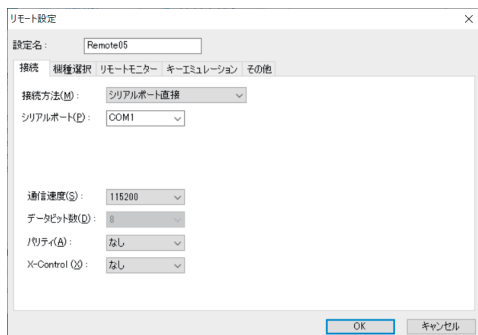 リモート設定
設定名： Remote05
接続 機種選択 リモートモニター キーエミュレーション その他
接続方法(M)： シリアルポート直接
シリアルポート(P)： COM1
通信速度(S)： 115200
データビット数(D)： 8
パリティ(A)： なし
X-Control (X)： なし
OK キャンセル